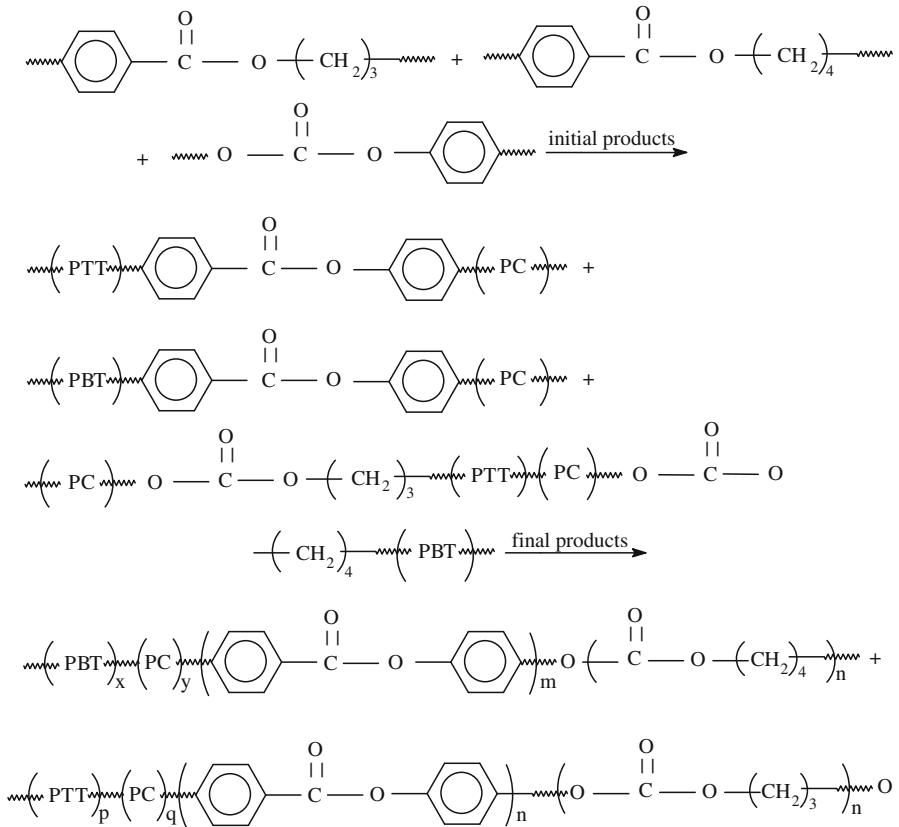 O O
C O (CH2)3 + C O (CH2)4
O
+ O C O initial products
O
(PTT) C O (PC) +
O
(PBT) C O (PC) +
O O
(PC) O C O (CH2)3 (PTT)(PC) O C O
(CH2)4 (PBT) final products
O O
(PBT)x(PC)y( C O )m O ( C O (CH2)4 )n +
O O
(PTT)p(PC)q( C O )n (O C O (CH2)3 )n O